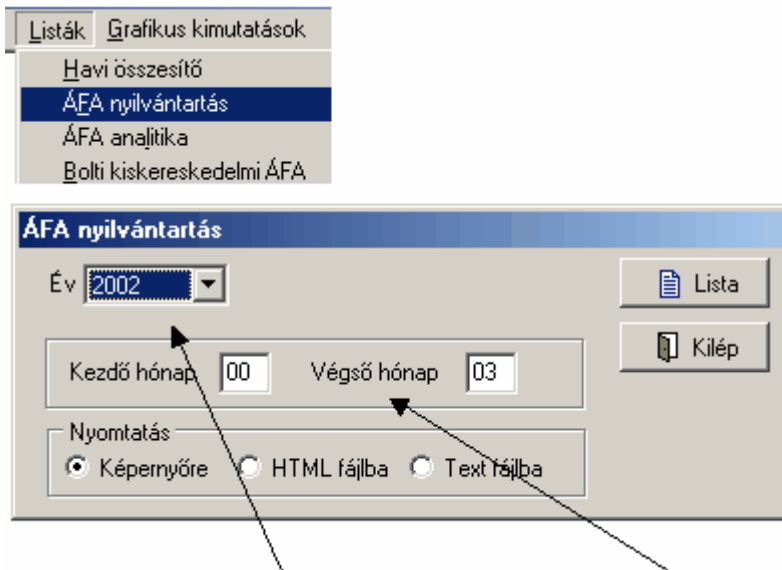 Listák Grafikus kimutatások
Havi összesítő
ÁFA nyilvántartás
ÁFA analitika
Bolti kiskereskedelmi ÁFA
ÁFA nyilvántartás
Év 2002 Lista
Kilép
Kezdő hónap 00 Végső hónap 03
Nyomtatás
Képernyőre HTML fájlba Text fájlba